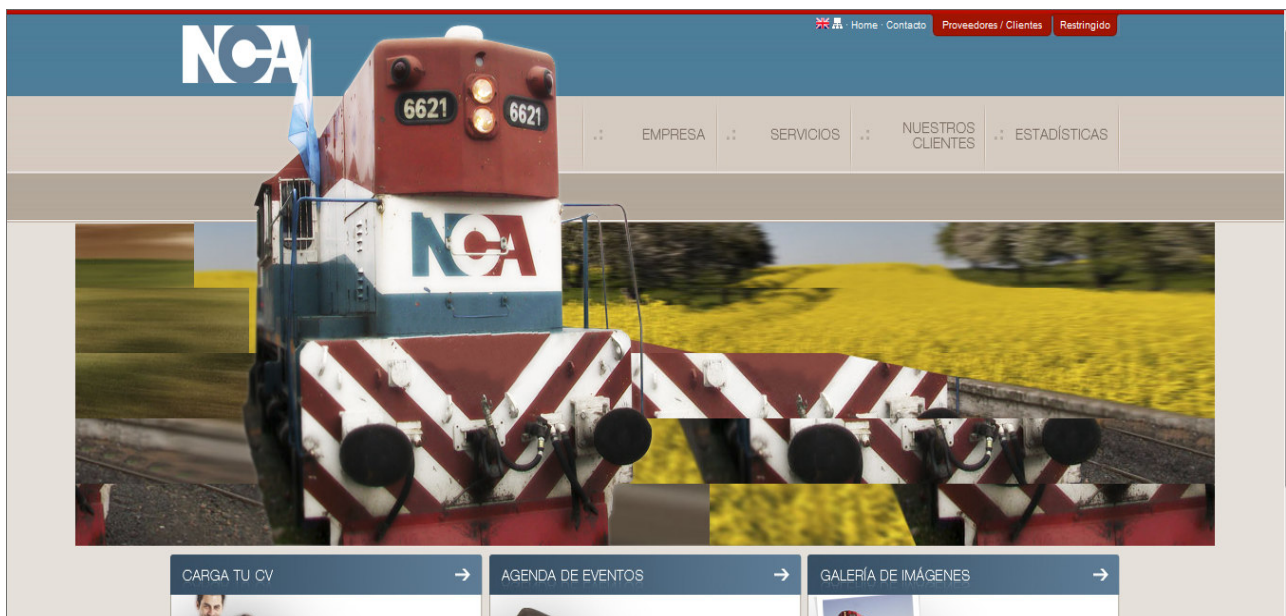 NCA
· Home · Contacto
Proveedores / Clientes
Restringido
6621
6621
EMPRESA
SERVICIOS
NUESTROS
CLIENTES
ESTADÍSTICAS
NCA
CARGA TU CV
AGENDA DE EVENTOS
GALERÍA DE IMÁGENES